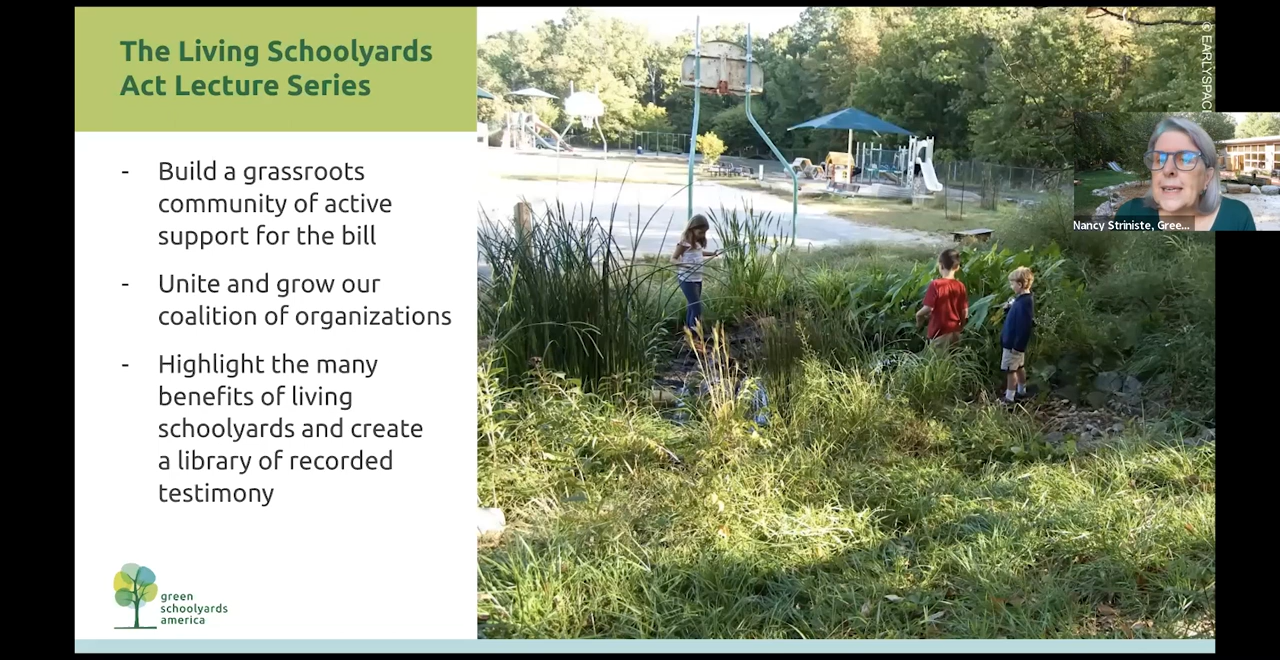 The Living Schoolyards
Act Lecture Series
- Build a grassroots
community of active
support for the bill
- Unite and grow our
coalition of organizations
- Highlight the many
benefits of living
schoolyards and create
a library of recorded
testimony
green
schoolyards
america
© EARLYSPAC
Nancy Striniste, Gree...